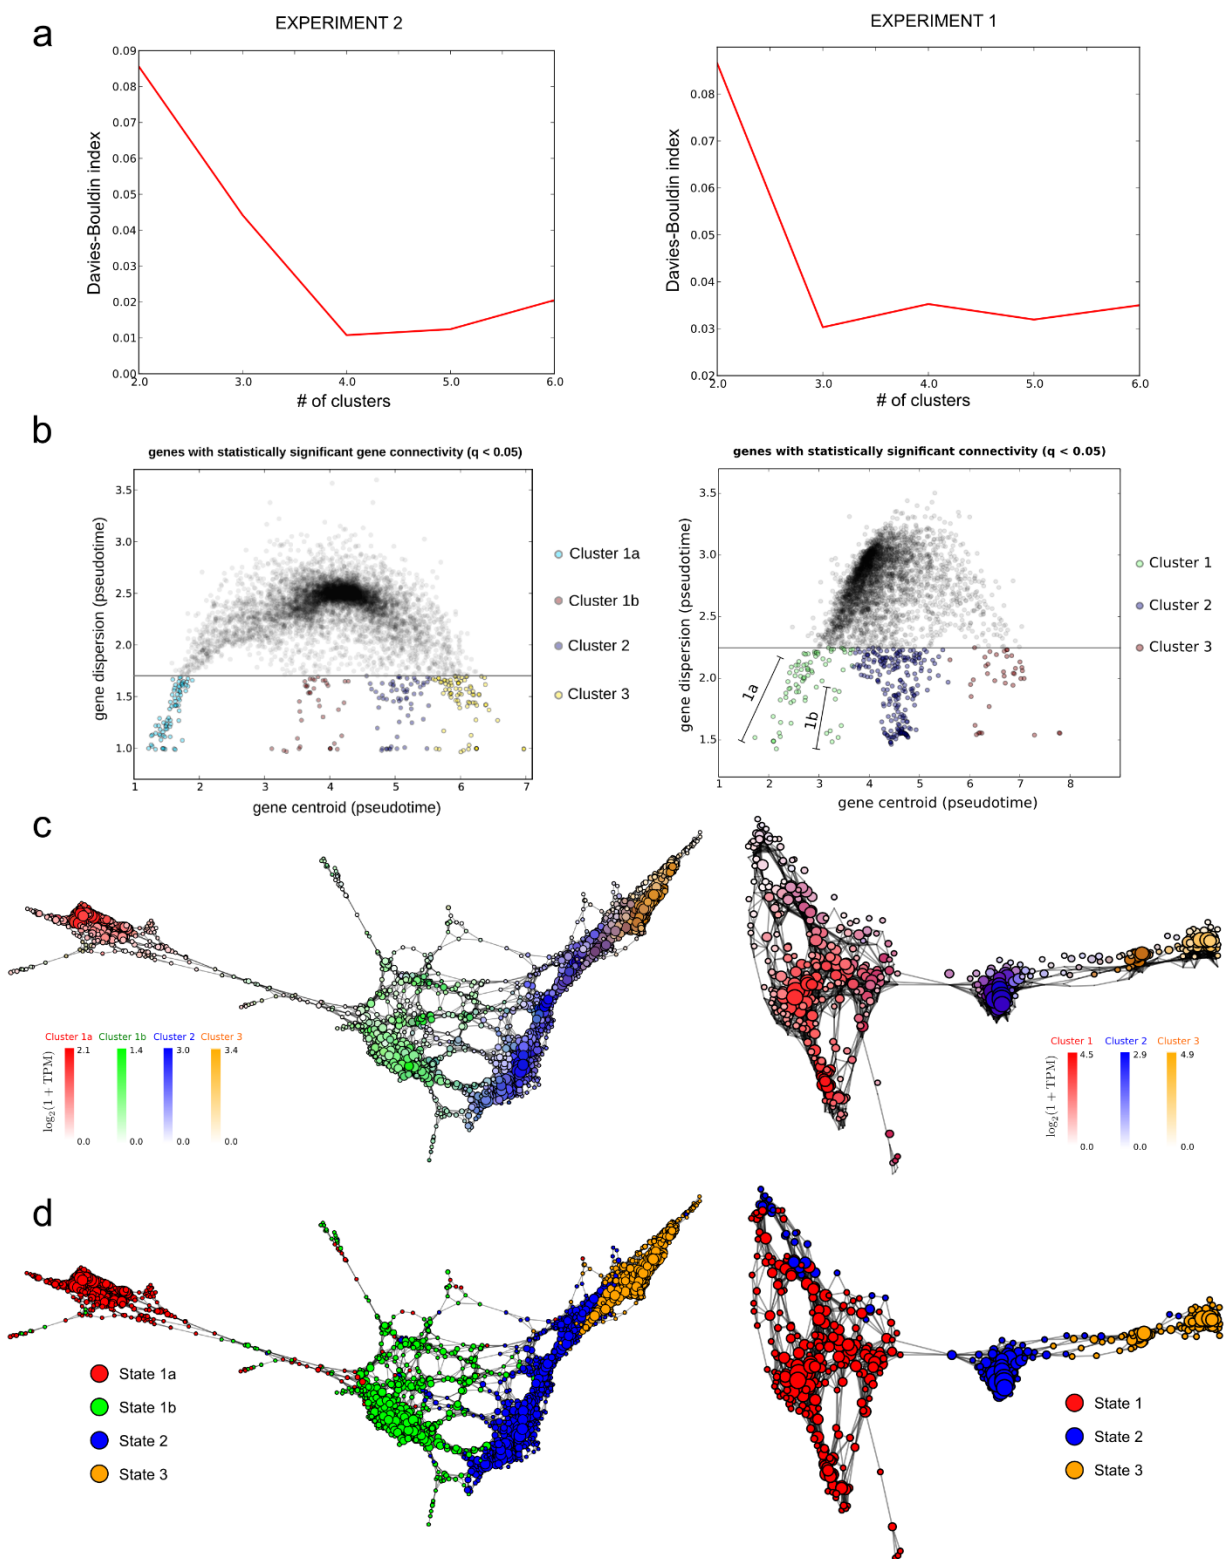 a
EXPERIMENT 2
EXPERIMENT 1
Davies-Bouldin index
0.09
0.08
0.07
0.06
0.05
0.04
0.03
0.02
0.01
0.00
2.0 3.0 4.0 5.0 6.0
# of clusters
Davies-Bouldin index
0.08
0.07
0.06
0.05
0.04
0.03
0.02
2.0 3.0 4.0 5.0 6.0
# of clusters
b
genes with statistically significant gene connectivity (q < 0.05)
gene dispersion (pseudotime)
3.5
3.0
2.5
2.0
1.5
1.0
1 2 3 4 5 6 7
gene centroid (pseudotime)
Cluster 1a
Cluster 1b
Cluster 2
Cluster 3
genes with statistically significant connectivity (q < 0.05)
gene dispersion (pseudotime)
3.5
3.0
2.5
2.0
1.5
1a
1b
1 2 3 4 5 6 7 8
gene centroid (pseudotime)
Cluster 1
Cluster 2
Cluster 3
c
Cluster 1a Cluster 1b Cluster 2 Cluster 3
log2(1 + TPM)
2.1 1.4 3.0 3.4
0.0 0.0 0.0 0.0
Cluster 1 Cluster 2 Cluster 3
log2(1 + TPM)
4.5 2.9 4.9
0.0 0.0 0.0
d
State 1a
State 1b
State 2
State 3
State 1
State 2
State 3